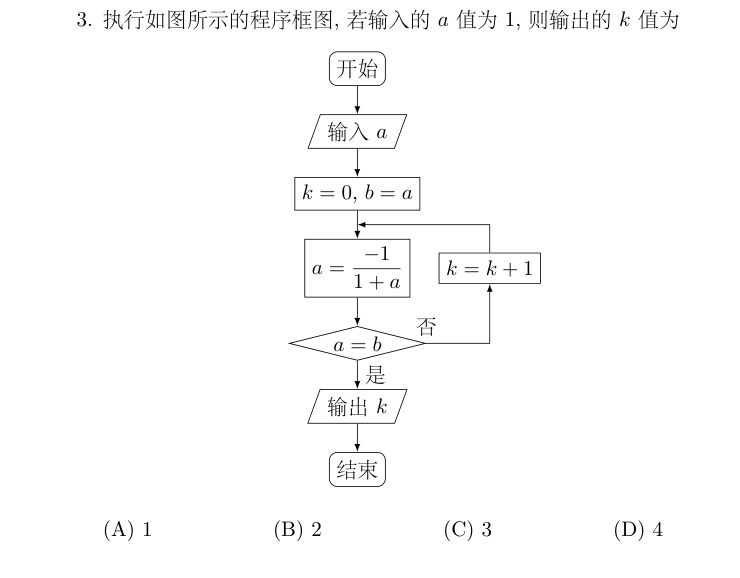 3. 执行如图所示的程序框图, 若输入的 a 值为 1, 则输出的 k 值为
开始
输入 a
k = 0, b = a
a = \frac{-1}{1 + a}
k = k + 1
否
a = b
是
输出 k
结束
(A) 1 (B) 2 (C) 3 (D) 4